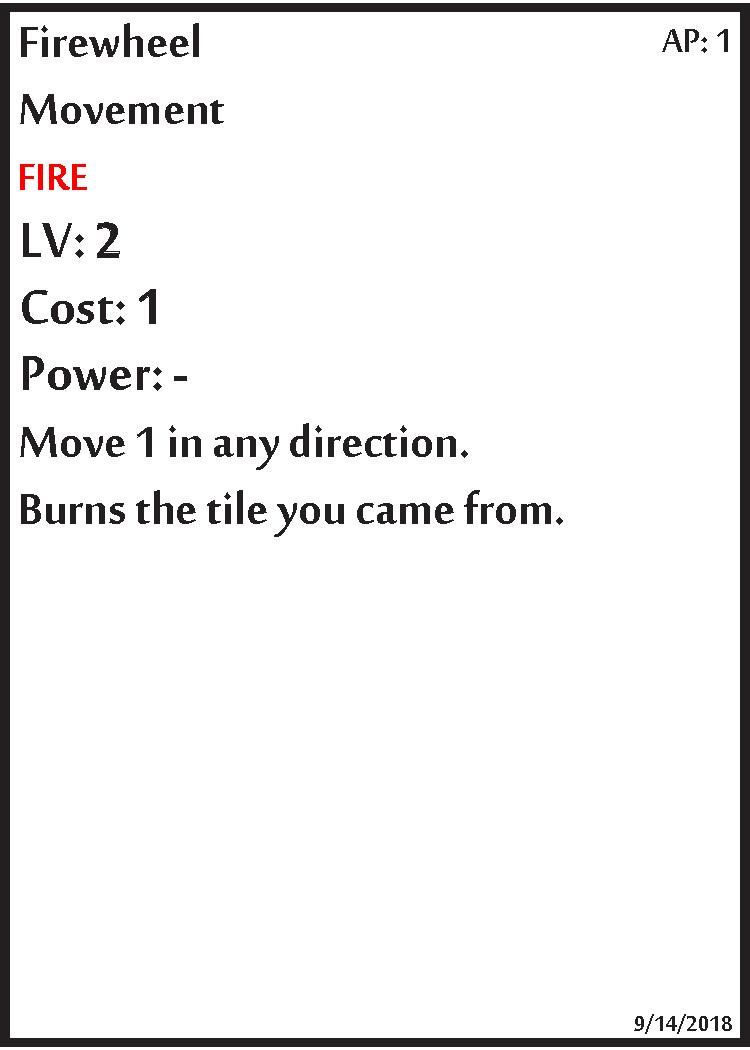 Firewheel
AP: 1
Movement
FIRE
LV: 2
Cost: 1
Power: -
Move 1 in any direction.
Burns the tile you came from.
9/14/2018